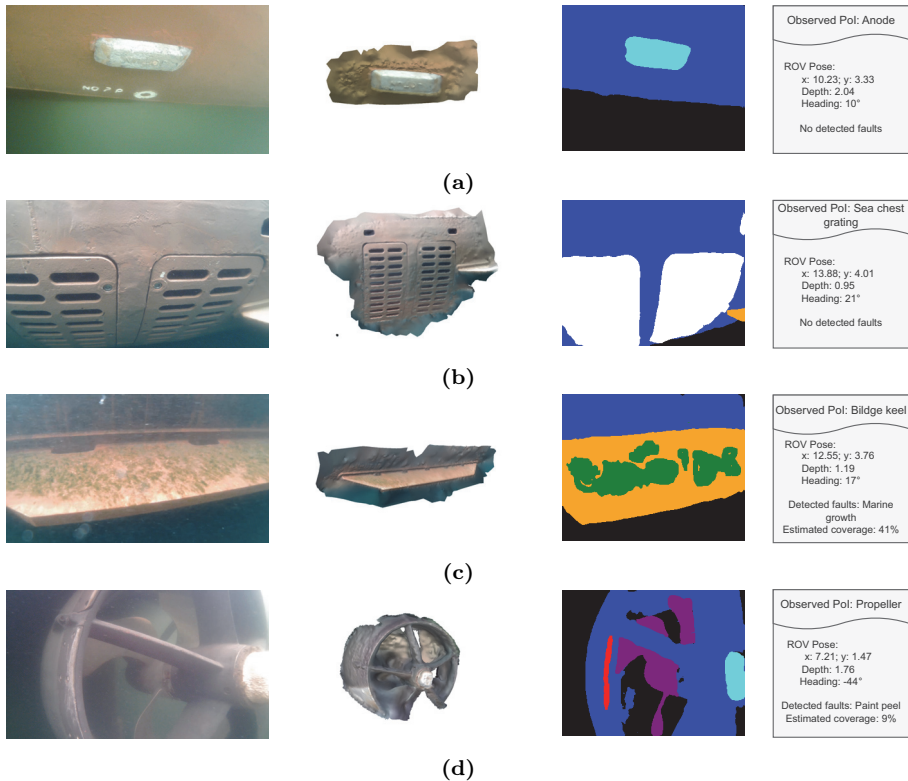 Observed PoI: Anode
ROV Pose:
x: 10.23; y: 3.33
Depth: 2.04
Heading: 10°
No detected faults
(a)
Observed PoI: Sea chest
grating
ROV Pose:
x: 13.88; y: 4.01
Depth: 0.95
Heading: 21°
No detected faults
(b)
Observed PoI: Bildge keel
ROV Pose:
x: 12.55; y: 3.76
Depth: 1.19
Heading: 17°
Detected faults: Marine
growth
Estimated coverage: 41%
(c)
Observed PoI: Propeller
ROV Pose:
x: 7.21; y: 1.47
Depth: 1.76
Heading: -44°
Detected faults: Paint peel
Estimated coverage: 9%
(d)